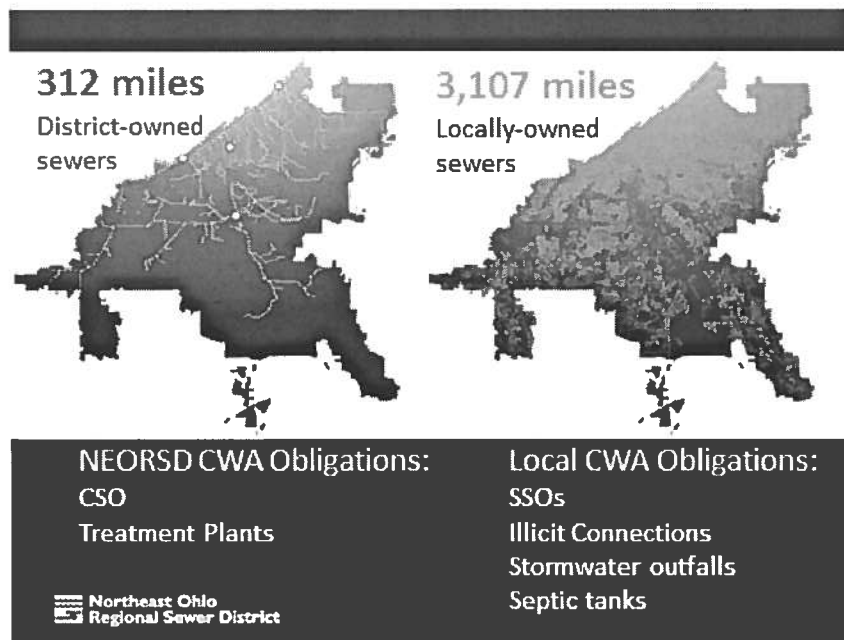 312 miles
District-owned
sewers
3,107 miles
Locally-owned
sewers
NEORSD CWA Obligations:
CSO
Treatment Plants
Local CWA Obligations:
SSOs
Illicit Connections
Stormwater outfalls
Septic tanks
Northeast Ohio
Regional Sewer District